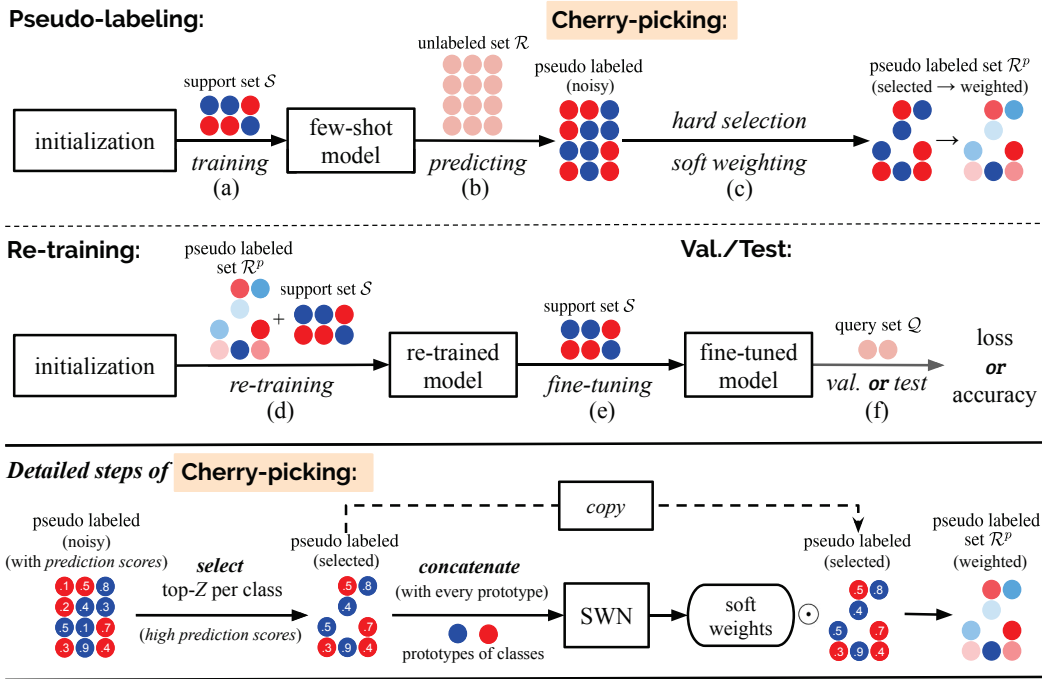 Pseudo-labeling:
Cherry-picking:
unlabeled set R
support set S
pseudo labeled
(noisy)
pseudo labeled set R^p
(selected → weighted)
initialization
few-shot
model
hard selection
→
training
predicting
soft weighting
(a)
(b)
(c)
Re-training:
Val./Test:
pseudo labeled
set R^p
support set S
+
support set S
query set Q
initialization
re-trained
model
fine-tuned
model
loss
or
accuracy
re-training
fine-tuning
val. or test
(d)
(e)
(f)
Detailed steps of Cherry-picking:
copy
pseudo labeled
(noisy)
(with prediction scores)
.1 .5 .8
.2 .4 .3
.5 .1 .7
.3 .9 .4
select
top-Z per class
(high prediction scores)
pseudo labeled
(selected)
.5 .8
.4
.5 .7
.3 .9 .4
concatenate
(with every prototype)
prototypes of classes
SWN
soft
weights
⊙
pseudo labeled
(selected)
.5 .8
.4
.5 .7
.3 .9 .4
pseudo labeled
set R^p
(weighted)